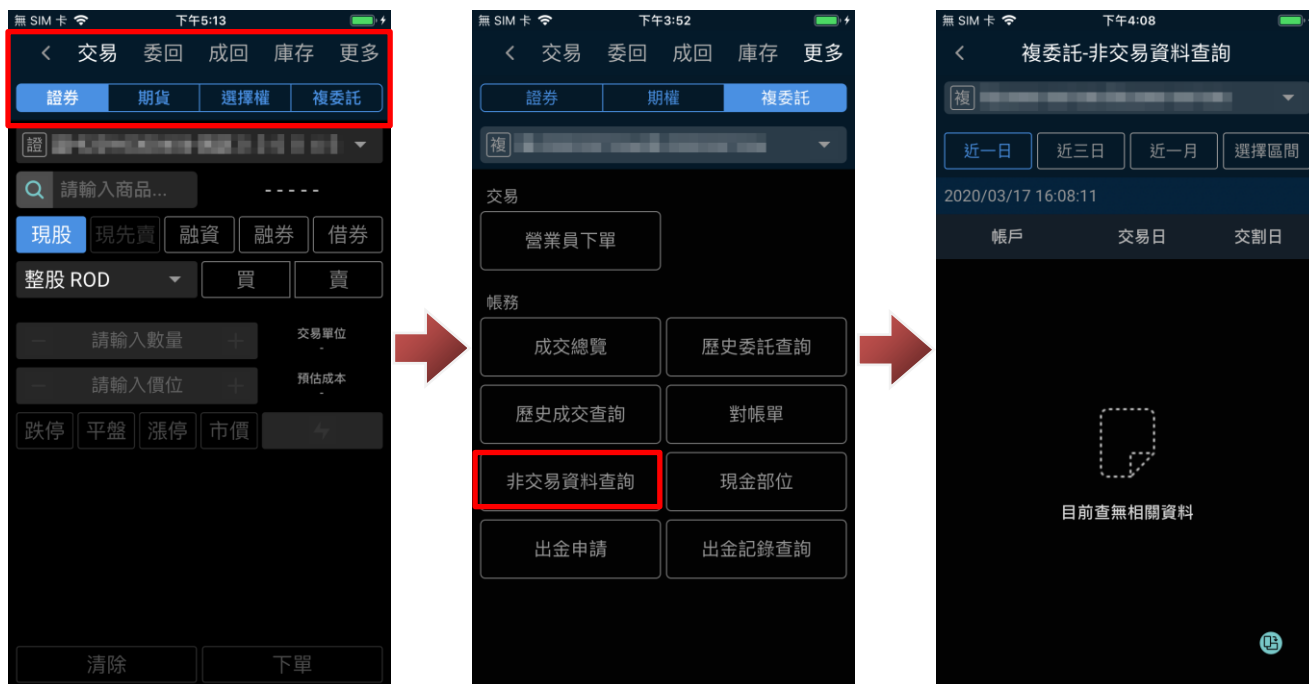 無 SIM 卡 下午5:13
交易 委回 成回 庫存 更多
證券 期貨 選擇權 複委託
證
請輸入商品... - - - - -
現股 現先賣 融資 融券 借券
整股 ROD 買 賣
請輸入數量 交易單位
-
請輸入價位 預估成本
-
跌停 平盤 漲停 市價
清除 下單
無 SIM 卡 下午3:52
交易 委回 成回 庫存 更多
證券 期權 複委託
複
交易
營業員下單
帳務
成交總覽 歷史委託查詢
歷史成交查詢 對帳單
非交易資料查詢 現金部位
出金申請 出金記錄查詢
無 SIM 卡 下午4:08
複委託-非交易資料查詢
複
近一日 近三日 近一月 選擇區間
2020/03/17 16:08:11
帳戶 交易日 交割日
目前查無相關資料